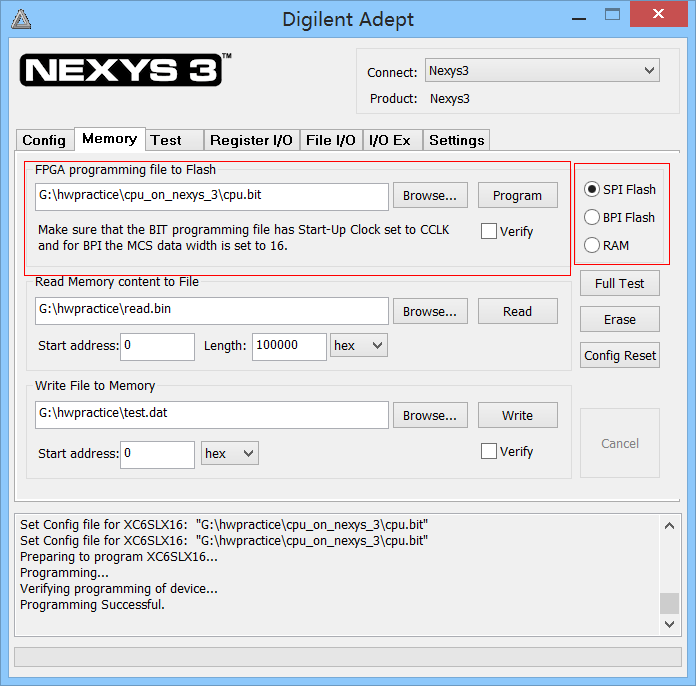 Digilent Adept
NEXYS 3™
Connect: Nexys3
Product: Nexys3
Config Memory Test Register I/O File I/O I/O Ex Settings
FPGA programming file to Flash
G:\hwpractice\cpu_on_nexys_3\cpu.bit Browse... Program
Make sure that the BIT programming file has Start-Up Clock set to CCLK
and for BPI the MCS data width is set to 16.
Verify
SPI Flash
BPI Flash
RAM
Read Memory content to File
G:\hwpractice\read.bin Browse... Read
Start address: 0 Length: 100000 hex
Full Test
Erase
Config Reset
Write File to Memory
G:\hwpractice\test.dat Browse... Write
Start address: 0 hex Verify
Cancel
Set Config file for XC6SLX16: "G:\hwpractice\cpu_on_nexys_3\cpu.bit"
Set Config file for XC6SLX16: "G:\hwpractice\cpu_on_nexys_3\cpu.bit"
Preparing to program XC6SLX16...
Programming...
Verifying programming of device...
Programming Successful.